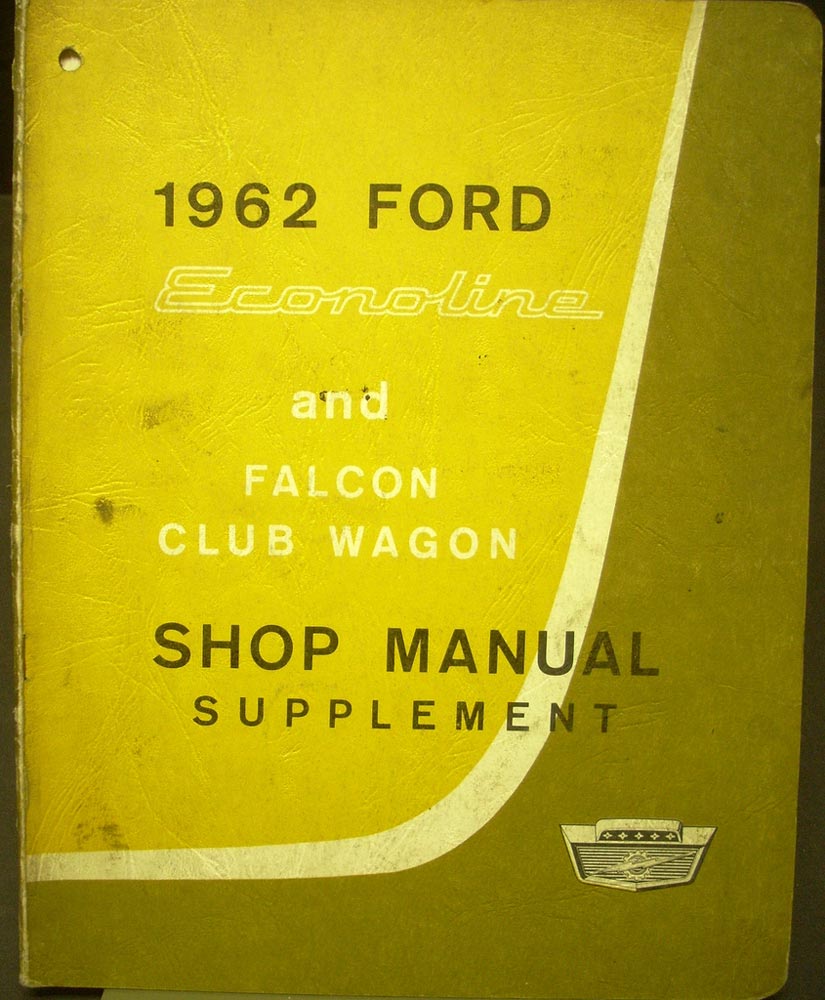 1962 FORD
Econoline
and
FALCON
CLUB WAGON
SHOP MANUAL
SUPPLEMENT